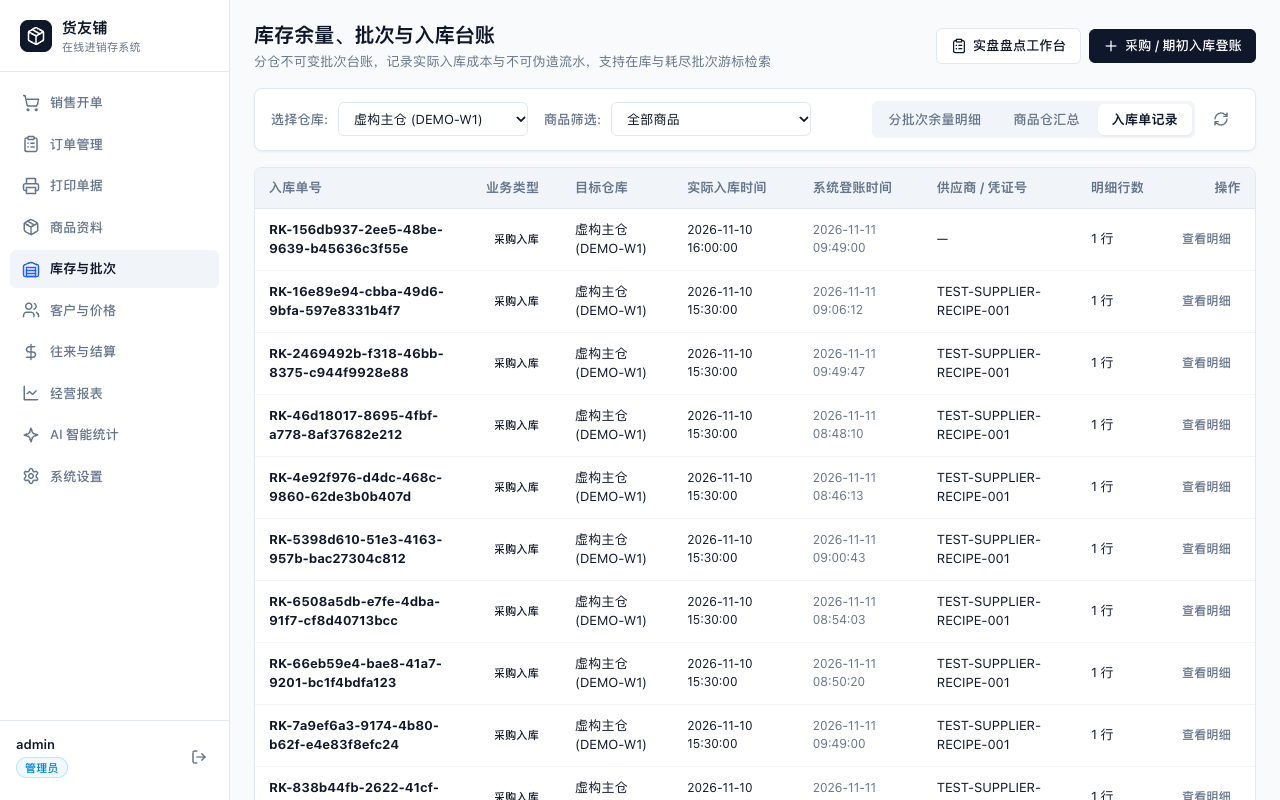 货友铺
在线进销存系统
销售开单
订单管理
打印单据
商品资料
库存与批次
客户与价格
往来与结算
经营报表
AI 智能统计
系统设置
admin
管理员
库存余量、批次与入库台账
分仓不可变批次台账，记录实际入库成本与不可伪造流水，支持在库与耗尽批次游标检索
实盘盘点工作台
采购 / 期初入库登账
选择仓库: 虚构主仓 (DEMO-W1) 商品筛选: 全部商品
分批次余量明细 商品仓汇总 入库单记录
入库单号 业务类型 目标仓库 实际入库时间 系统登账时间 供应商 / 凭证号 明细行数 操作
RK-156db937-2ee5-48be-9639-b45636c3f55e 采购入库 虚构主仓 (DEMO-W1) 2026-11-10 16:00:00 2026-11-11 09:49:00 — 1 行 查看明细
RK-16e89e94-cbba-49d6-9bfa-597e8331b4f7 采购入库 虚构主仓 (DEMO-W1) 2026-11-10 15:30:00 2026-11-11 09:06:12 TEST-SUPPLIER-RECIPE-001 1 行 查看明细
RK-2469492b-f318-46bb-8375-c944f9928e88 采购入库 虚构主仓 (DEMO-W1) 2026-11-10 15:30:00 2026-11-11 09:49:47 TEST-SUPPLIER-RECIPE-001 1 行 查看明细
RK-46d18017-8695-4fbf-a778-8af37682e212 采购入库 虚构主仓 (DEMO-W1) 2026-11-10 15:30:00 2026-11-11 08:48:10 TEST-SUPPLIER-RECIPE-001 1 行 查看明细
RK-4e92f976-d4dc-468c-9860-62de3b0b407d 采购入库 虚构主仓 (DEMO-W1) 2026-11-10 15:30:00 2026-11-11 08:46:13 TEST-SUPPLIER-RECIPE-001 1 行 查看明细
RK-5398d610-51e3-4163-957b-bac27304c812 采购入库 虚构主仓 (DEMO-W1) 2026-11-10 15:30:00 2026-11-11 09:00:43 TEST-SUPPLIER-RECIPE-001 1 行 查看明细
RK-6508a5db-e7fe-4dba-91f7-cf8d40713bcc 采购入库 虚构主仓 (DEMO-W1) 2026-11-10 15:30:00 2026-11-11 08:54:03 TEST-SUPPLIER-RECIPE-001 1 行 查看明细
RK-66eb59e4-bae8-41a7-9201-bc1f4bdfa123 采购入库 虚构主仓 (DEMO-W1) 2026-11-10 15:30:00 2026-11-11 08:50:20 TEST-SUPPLIER-RECIPE-001 1 行 查看明细
RK-7a9ef6a3-9174-4b80-b62f-e4e83f8efc24 采购入库 虚构主仓 (DEMO-W1) 2026-11-10 15:30:00 2026-11-11 09:49:00 TEST-SUPPLIER-RECIPE-001 1 行 查看明细
RK-838b44fb-2622-41cf- 采购入库 虚构主仓 2026-11-10 2026-11-11 TEST-SUPPLIER- 1 行 查看明细